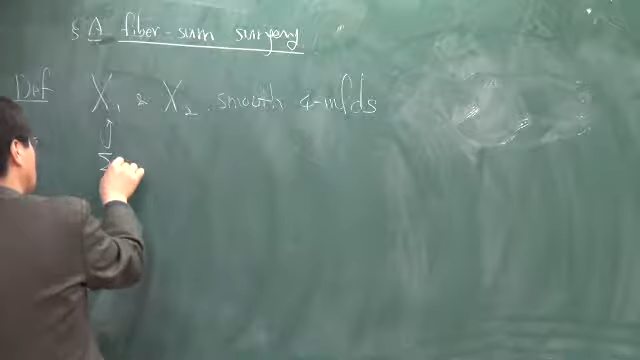 § A fiber-sum surgery
Def X₁ & X₂ smooth 4-mfds
Σ